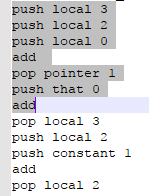 push local 3
push local 2
push local 0
add
pop pointer 1
push that 0
add
pop local 3
push local 2
push constant 1
add
pop local 2